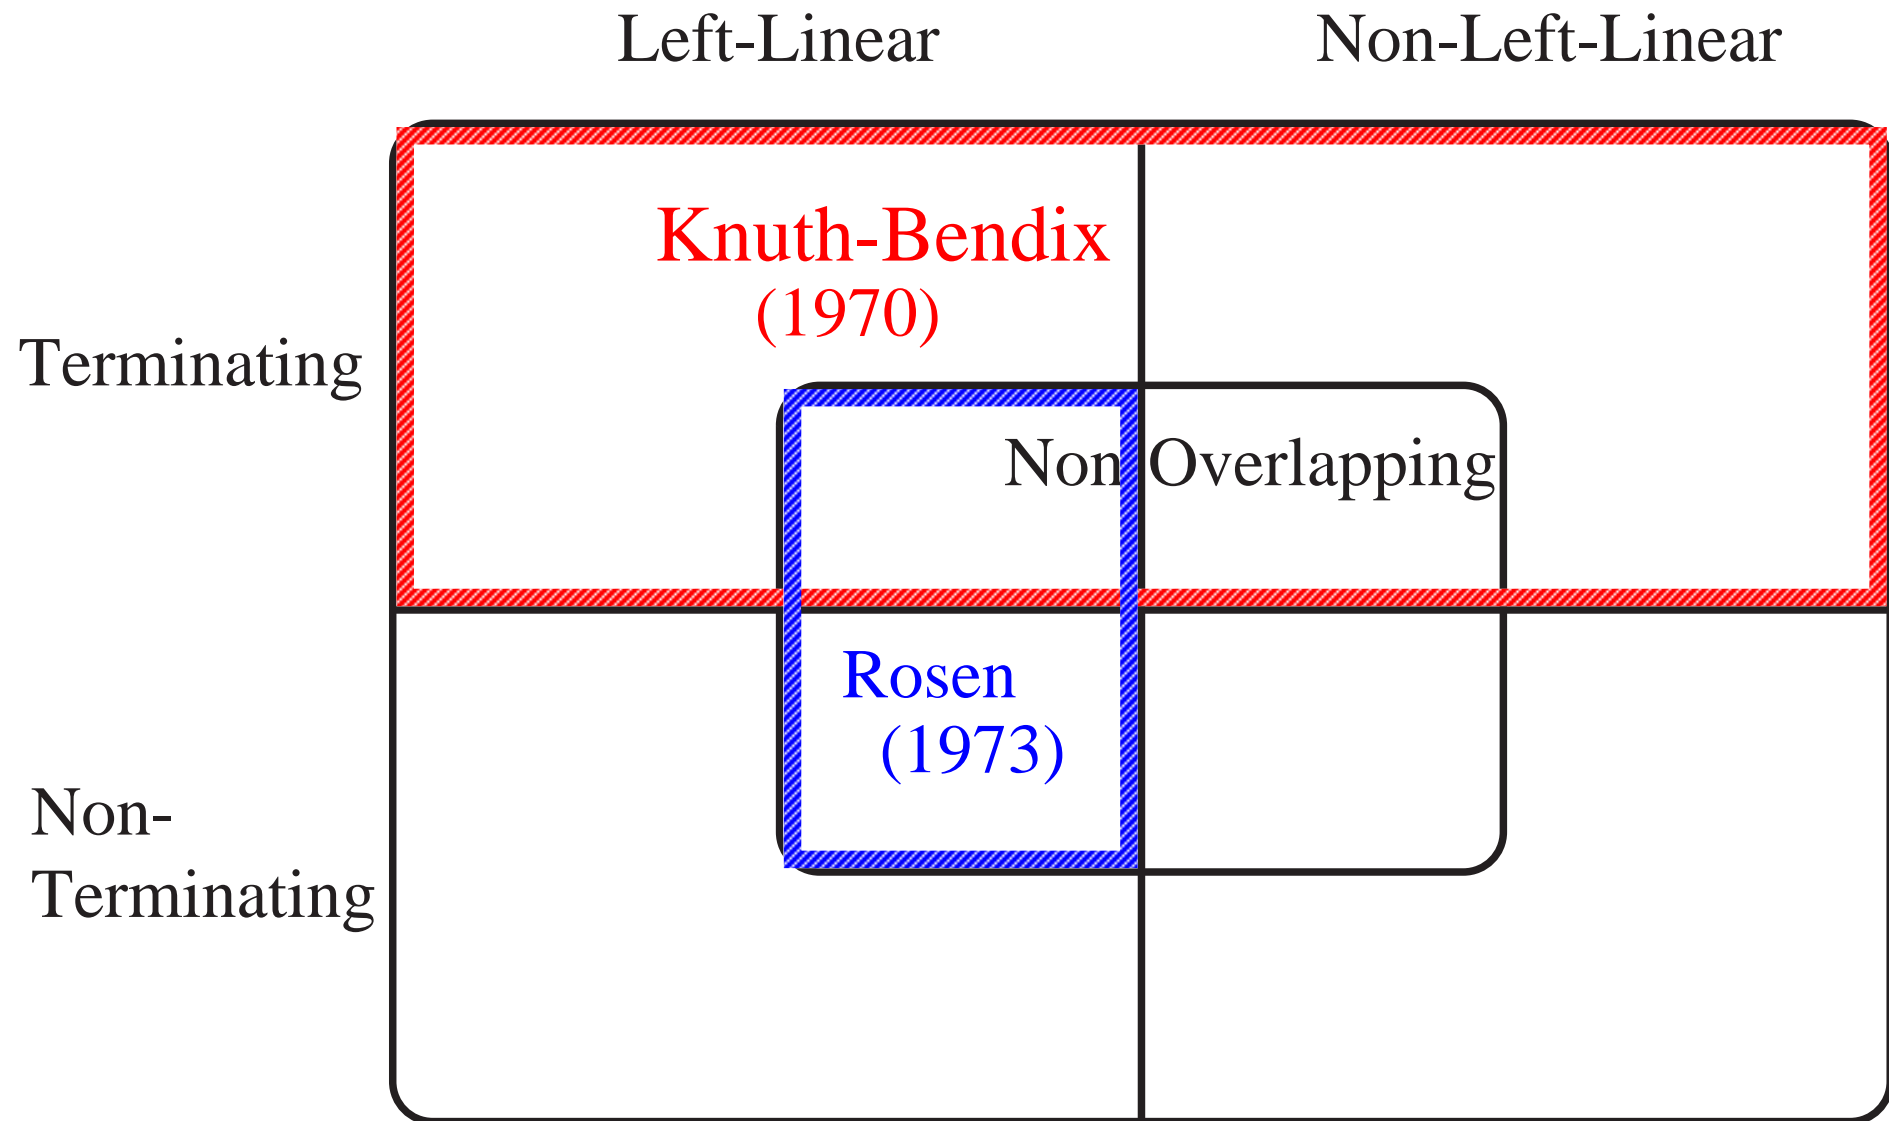 Left-Linear
Non-Left-Linear
Knuth-Bendix
(1970)
Terminating
Non-Overlapping
Rosen
(1973)
Non-
Terminating